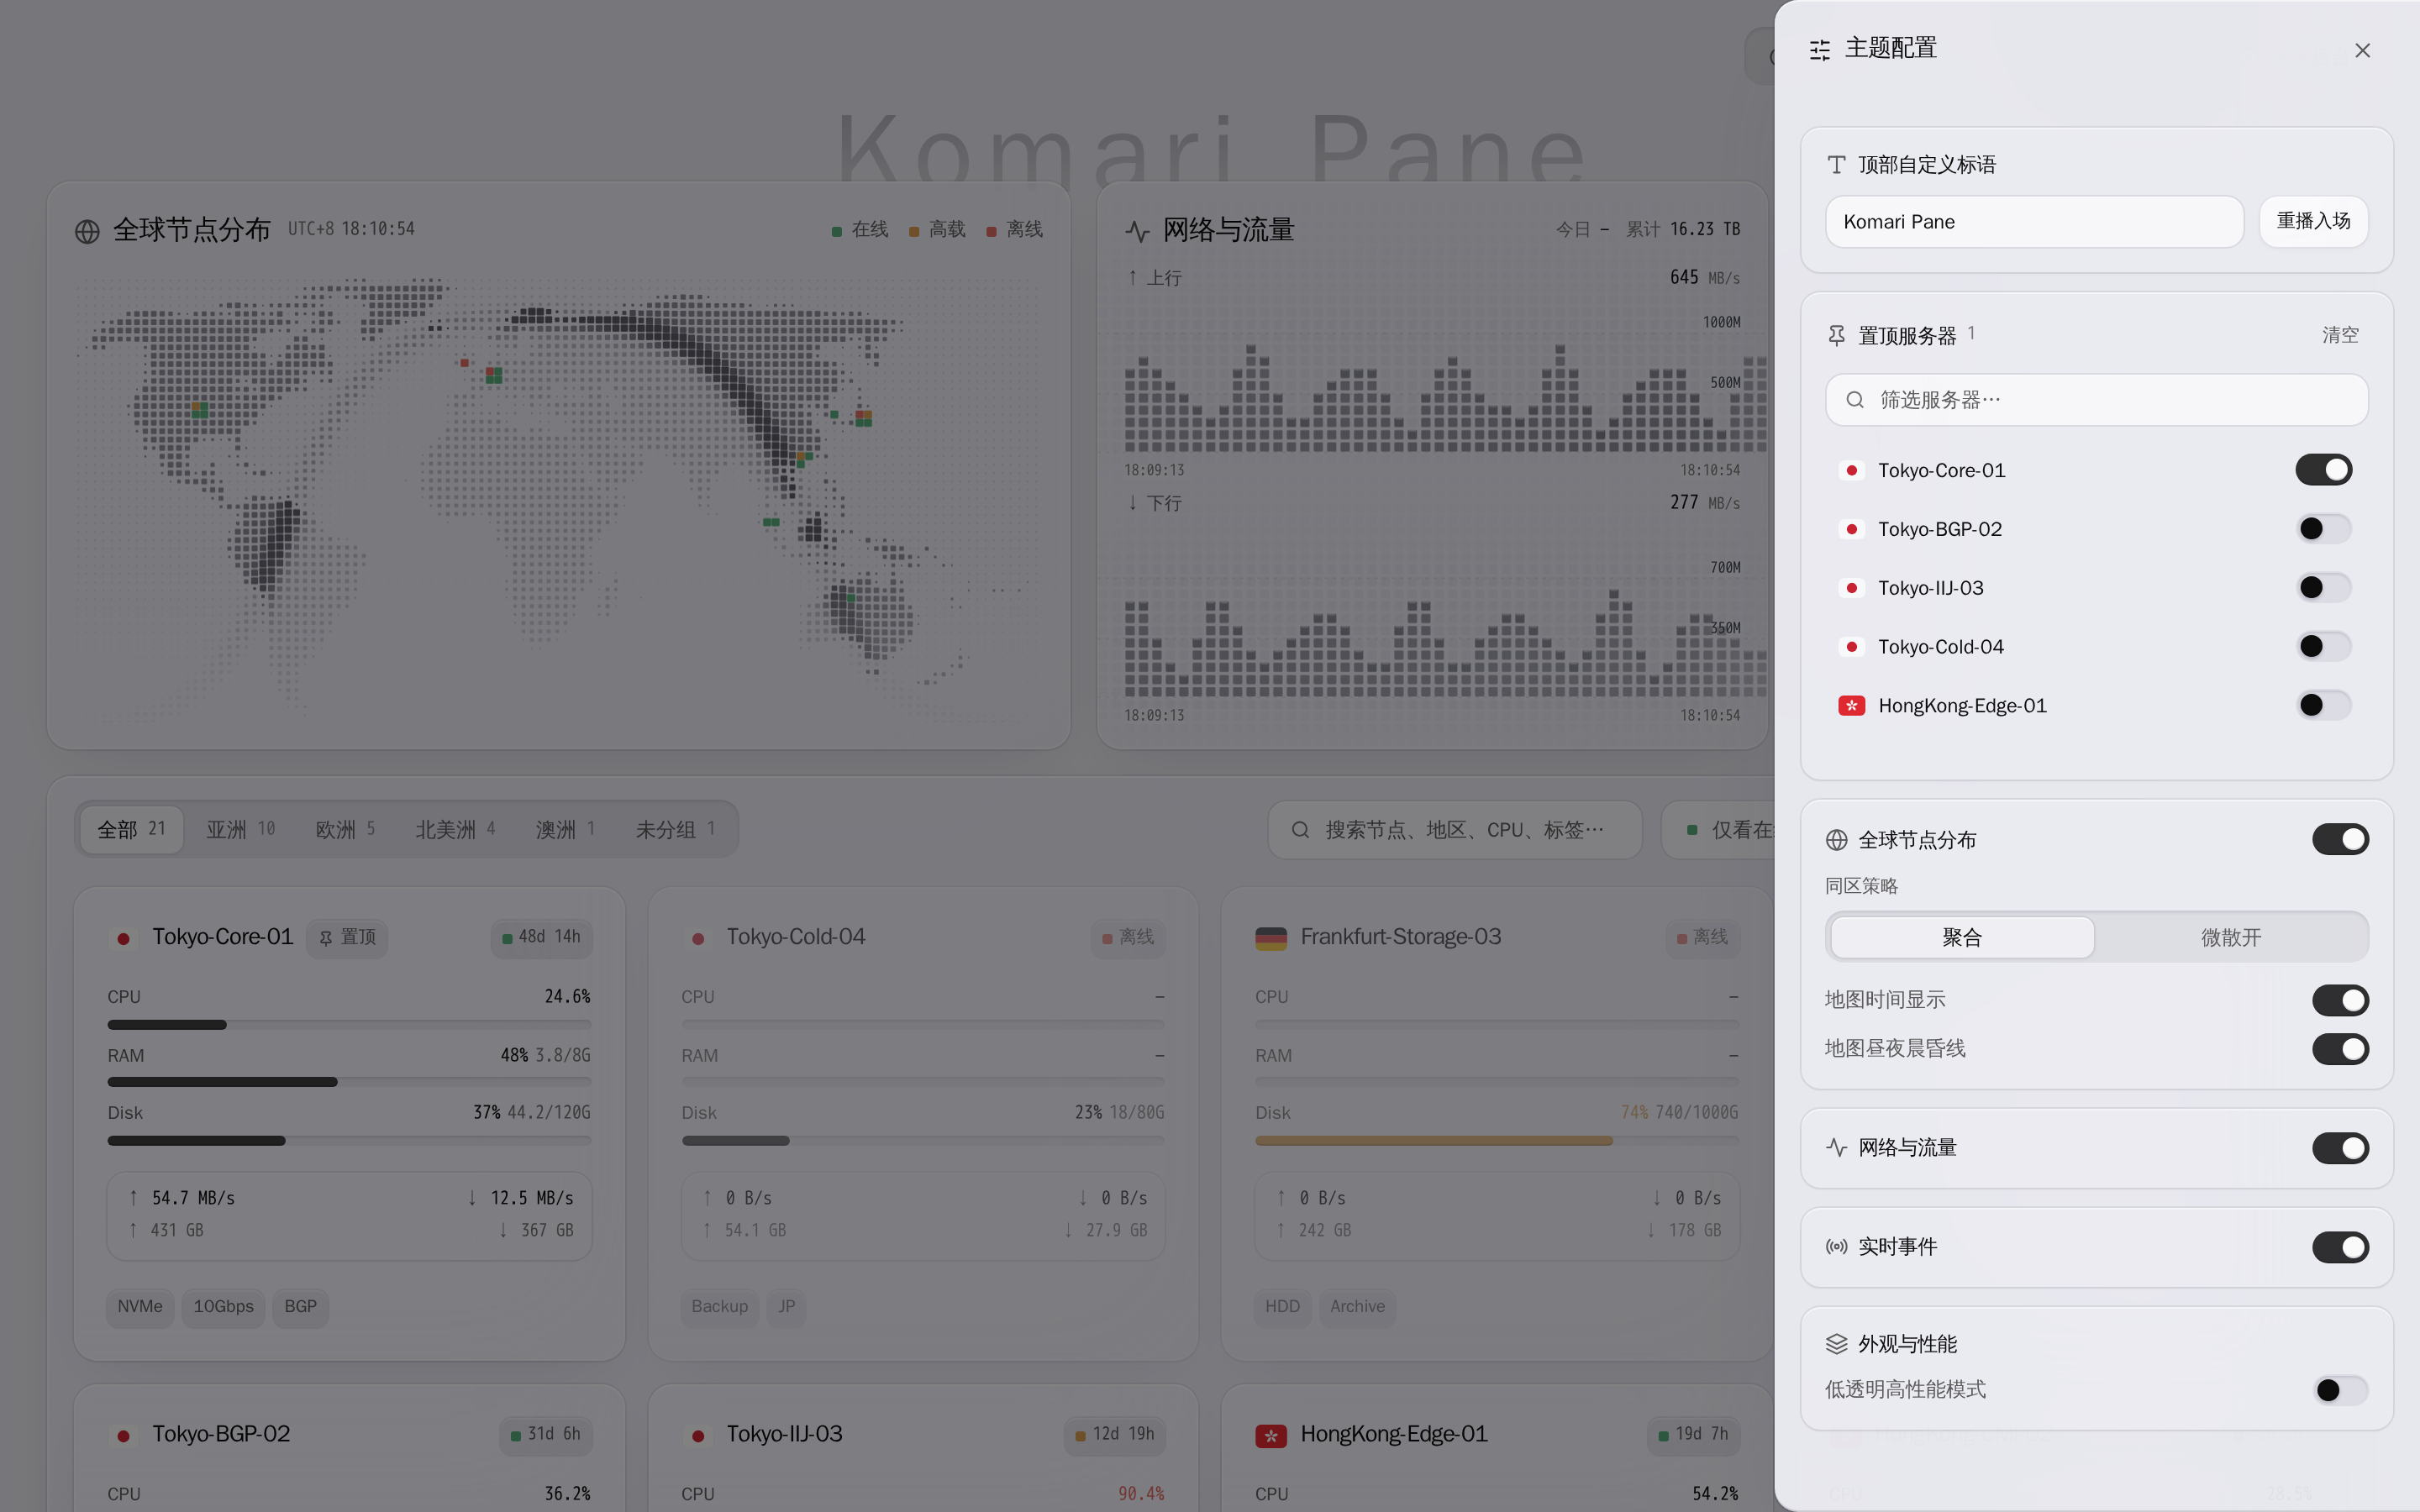 Komari Pane
全球节点分布 UTC+8 18:10:54 在线 高载 离线
网络与流量 今日 – 累计 16.23 TB
↑ 上行 645 MB/s
1000M
500M
18:09:13 18:10:54
↓ 下行 277 MB/s
700M
350M
18:09:13 18:10:54
全部 21 亚洲 10 欧洲 5 北美洲 4 澳洲 1 未分组 1
搜索节点、地区、CPU、标签…
仅看在
Tokyo-Core-01 置顶 48d 14h
CPU 24.6%
RAM 48% 3.8/8G
Disk 37% 44.2/120G
↑ 54.7 MB/s ↓ 12.5 MB/s
↑ 431 GB ↓ 367 GB
NVMe 10Gbps BGP
Tokyo-Cold-04 离线
CPU –
RAM –
Disk 23% 18/80G
↑ 0 B/s ↓ 0 B/s
↑ 54.1 GB ↓ 27.9 GB
Backup JP
Frankfurt-Storage-03 离线
CPU –
RAM –
Disk 74% 740/1000G
↑ 0 B/s ↓ 0 B/s
↑ 242 GB ↓ 178 GB
HDD Archive
Tokyo-BGP-02 31d 6h
CPU 36.2%
Tokyo-IIJ-03 12d 19h
CPU 90.4%
HongKong-Edge-01 19d 7h
CPU 54.2%
主题配置
顶部自定义标语
Komari Pane 重播入场
置顶服务器 1 清空
筛选服务器…
Tokyo-Core-01
Tokyo-BGP-02
Tokyo-IIJ-03
Tokyo-Cold-04
HongKong-Edge-01
全球节点分布
同区策略
聚合 微散开
地图时间显示
地图昼夜晨昏线
网络与流量
实时事件
外观与性能
低透明高性能模式